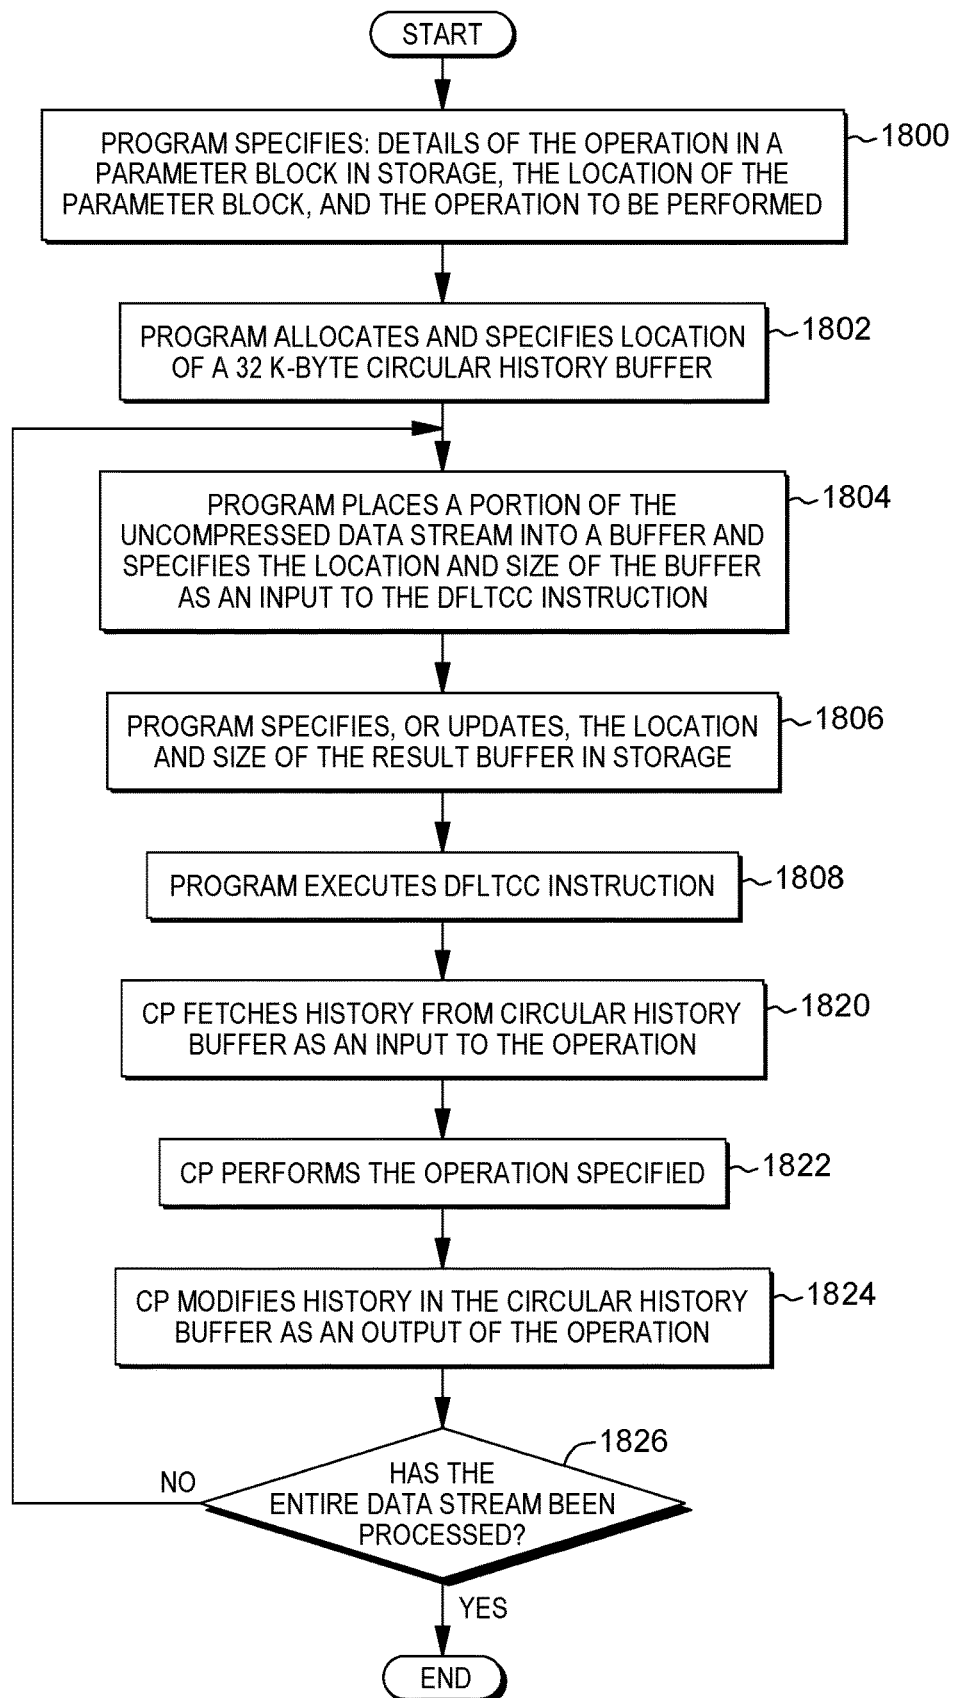 START
PROGRAM SPECIFIES: DETAILS OF THE OPERATION IN A
PARAMETER BLOCK IN STORAGE, THE LOCATION OF THE
PARAMETER BLOCK, AND THE OPERATION TO BE PERFORMED
1800
PROGRAM ALLOCATES AND SPECIFIES LOCATION
OF A 32 K-BYTE CIRCULAR HISTORY BUFFER
1802
PROGRAM PLACES A PORTION OF THE
UNCOMPRESSED DATA STREAM INTO A BUFFER AND
SPECIFIES THE LOCATION AND SIZE OF THE BUFFER
AS AN INPUT TO THE DFLTCC INSTRUCTION
1804
PROGRAM SPECIFIES, OR UPDATES, THE LOCATION
AND SIZE OF THE RESULT BUFFER IN STORAGE
1806
PROGRAM EXECUTES DFLTCC INSTRUCTION
1808
CP FETCHES HISTORY FROM CIRCULAR HISTORY
BUFFER AS AN INPUT TO THE OPERATION
1820
CP PERFORMS THE OPERATION SPECIFIED
1822
CP MODIFIES HISTORY IN THE CIRCULAR HISTORY
BUFFER AS AN OUTPUT OF THE OPERATION
1824
HAS THE
ENTIRE DATA STREAM BEEN
PROCESSED?
1826
NO
YES
END